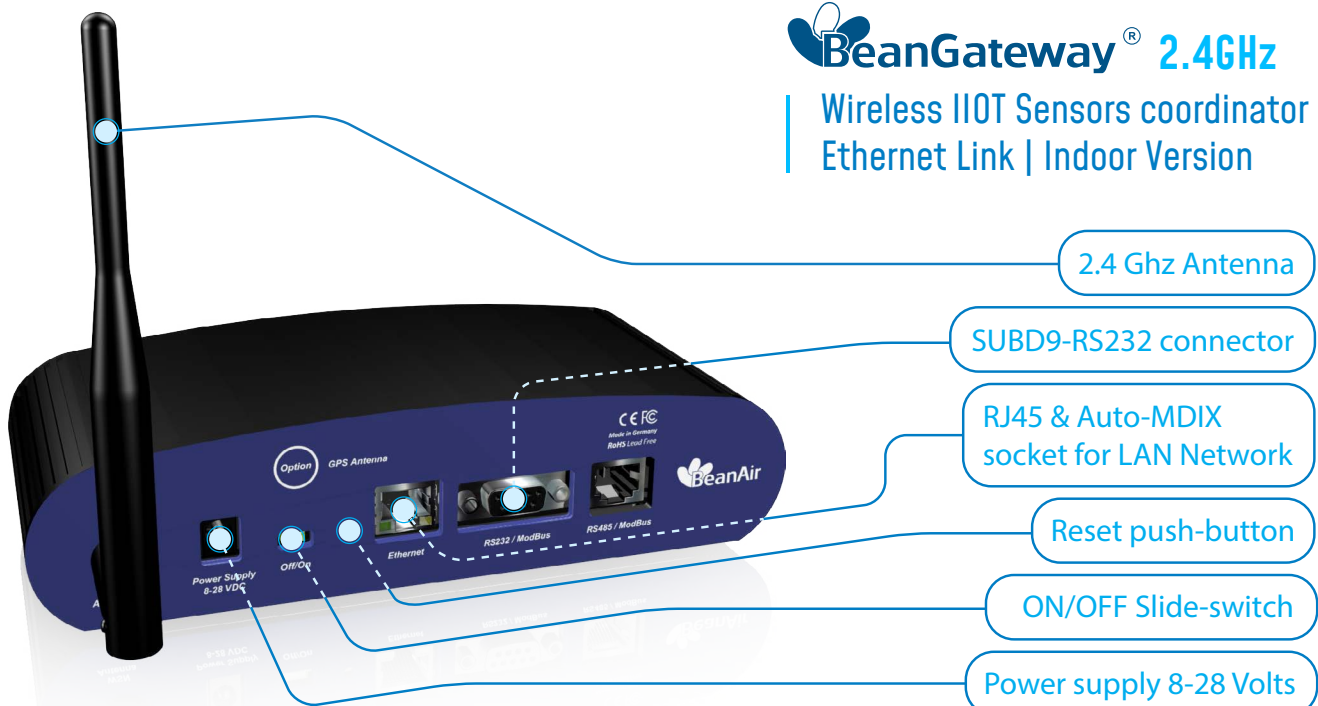 BeanGateway® 2.4GHz
Wireless IIOT Sensors coordinator
Ethernet Link | Indoor Version
2.4 Ghz Antenna
SUBD9-RS232 connector
RJ45 & Auto-MDIX
socket for LAN Network
Reset push-button
ON/OFF Slide-switch
Power supply 8-28 Volts
CE FC
Made in Germany
RoHS Lead Free
Option
GPS Antenna
BeanAir
Power Supply
8-28 VDC
Off/On
Ethernet
RS232 / ModBus
RS485 / ModBus